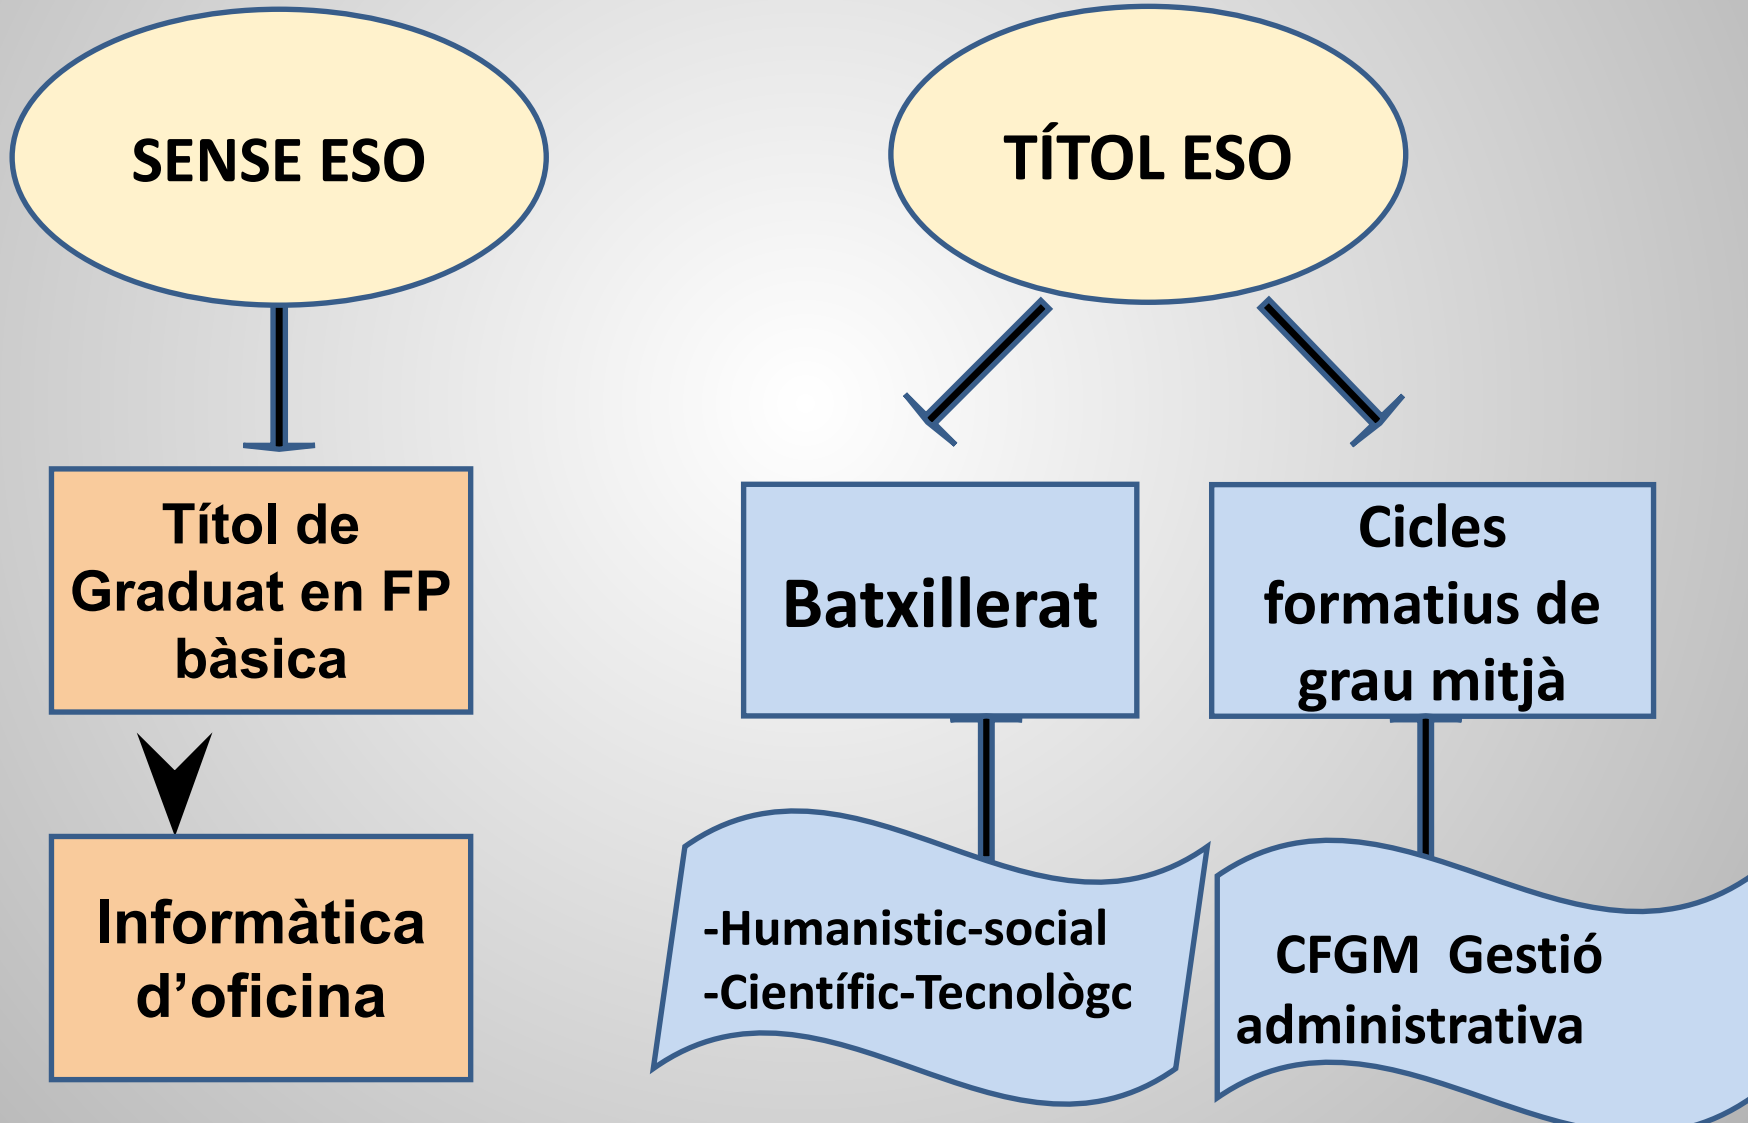 SENSE ESO
TÍTOL ESO
Títol de
Graduat en FP
bàsica
Batxillerat
Cicles
formatius de
grau mitjà
Informàtica
d’oficina
-Humanistic-social
-Científic-Tecnològc
CFGM  Gestió
administrativa